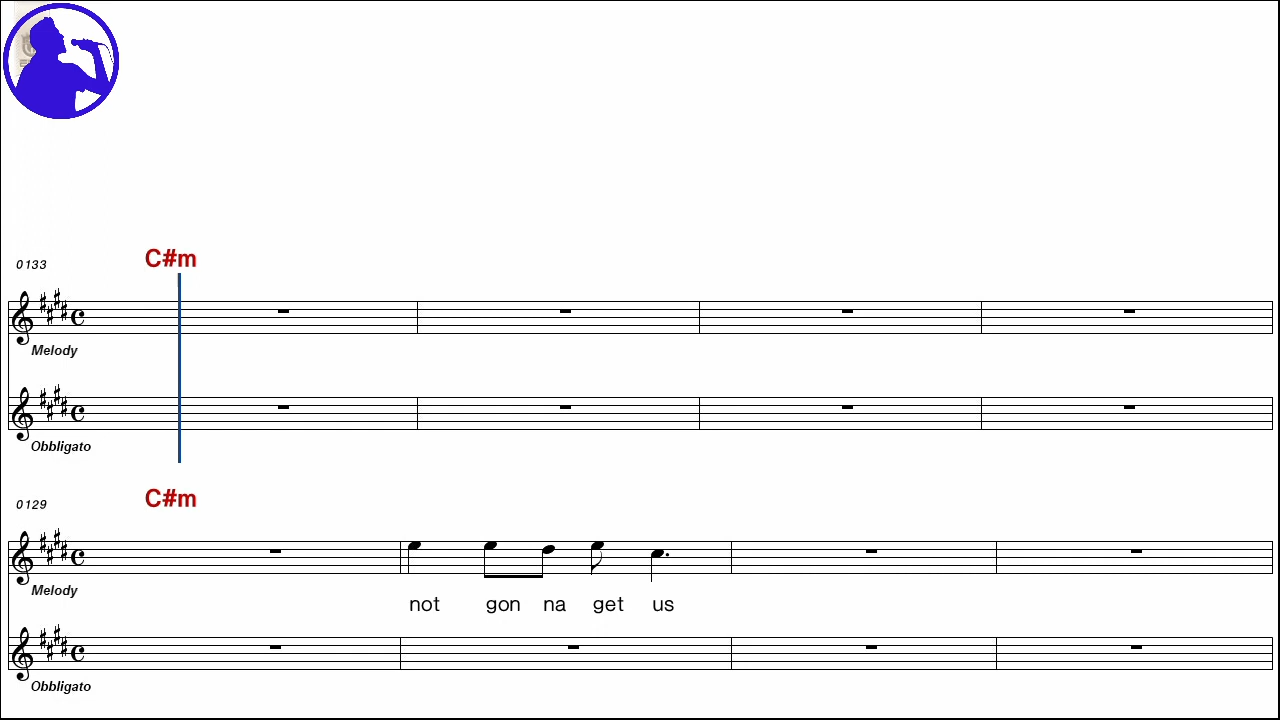 C#m
0133
Melody
Obbligato
C#m
0129
Melody
not gon na get us
Obbligato